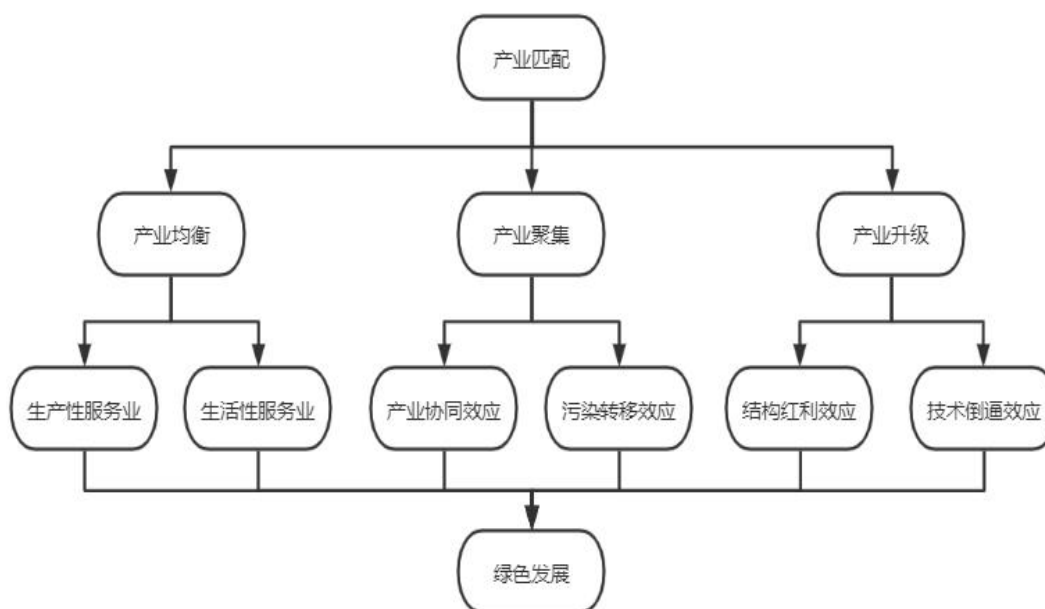 产业匹配
产业均衡
产业聚集
产业升级
生产性服务业
生活性服务业
产业协同效应
污染转移效应
结构红利效应
技术倒逼效应
绿色发展